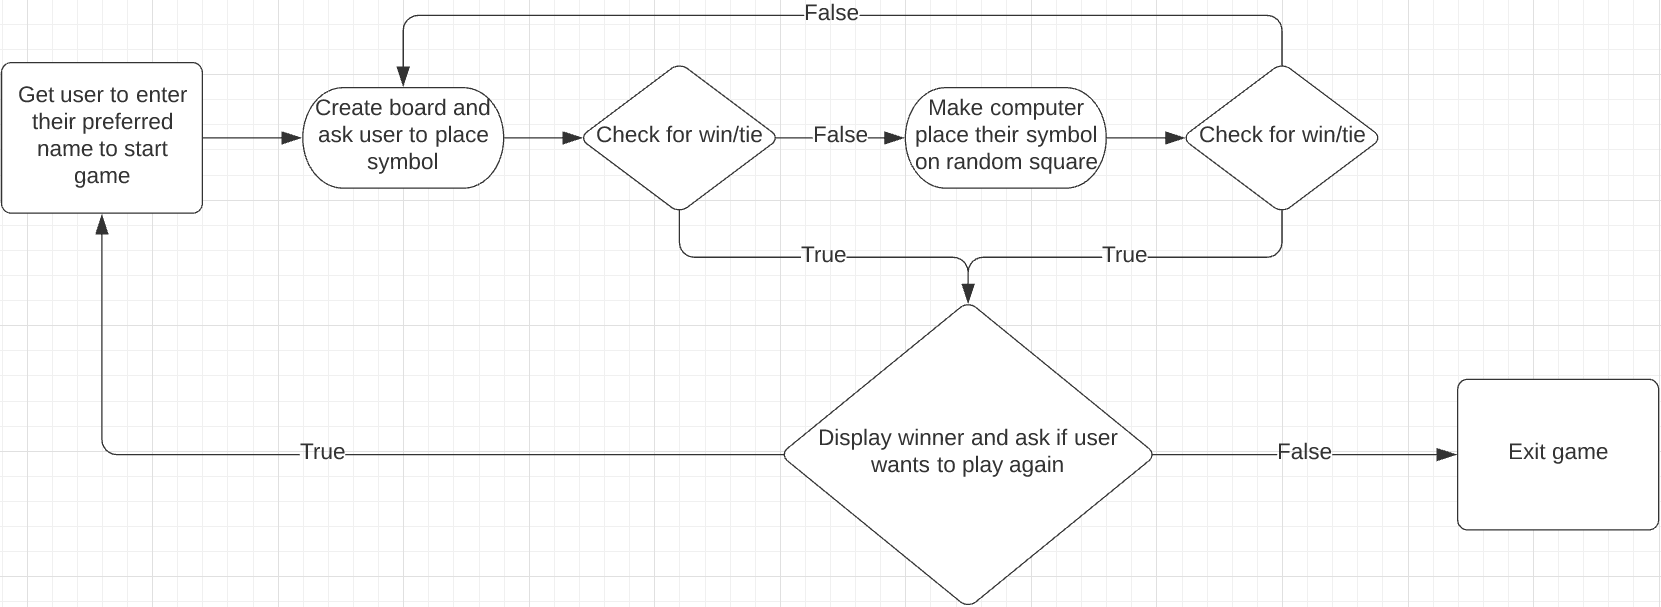 False
Get user to enter
their preferred
name to start
game
Create board and
ask user to place
symbol
Check for win/tie
False
Make computer
place their symbol
on random square
Check for win/tie
True
True
Display winner and ask if user
wants to play again
True
False
Exit game